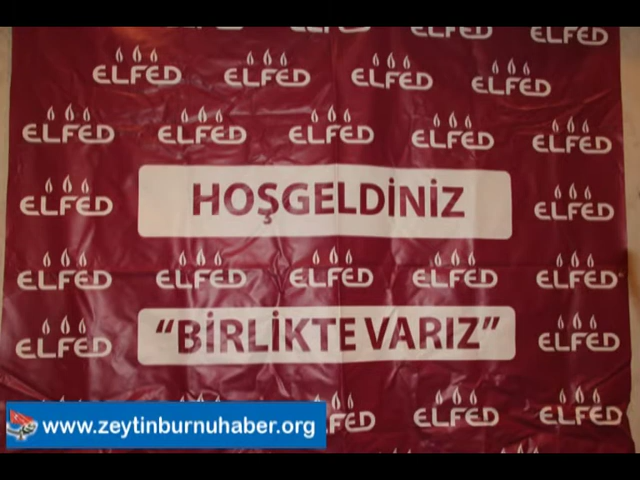 ELFED ELFED
ELFED ELFED ELFED ELFED
ELFED ELFED ELFED ELFED ELFED
ELFED HOŞGELDİNİZ ELFED
ELFED ELFED ELFED ELFED ELFED
ELFED “BİRLİKTE VARIZ” ELFED
ELFED ELFED ELFED
www.zeytinburnuhaber.org